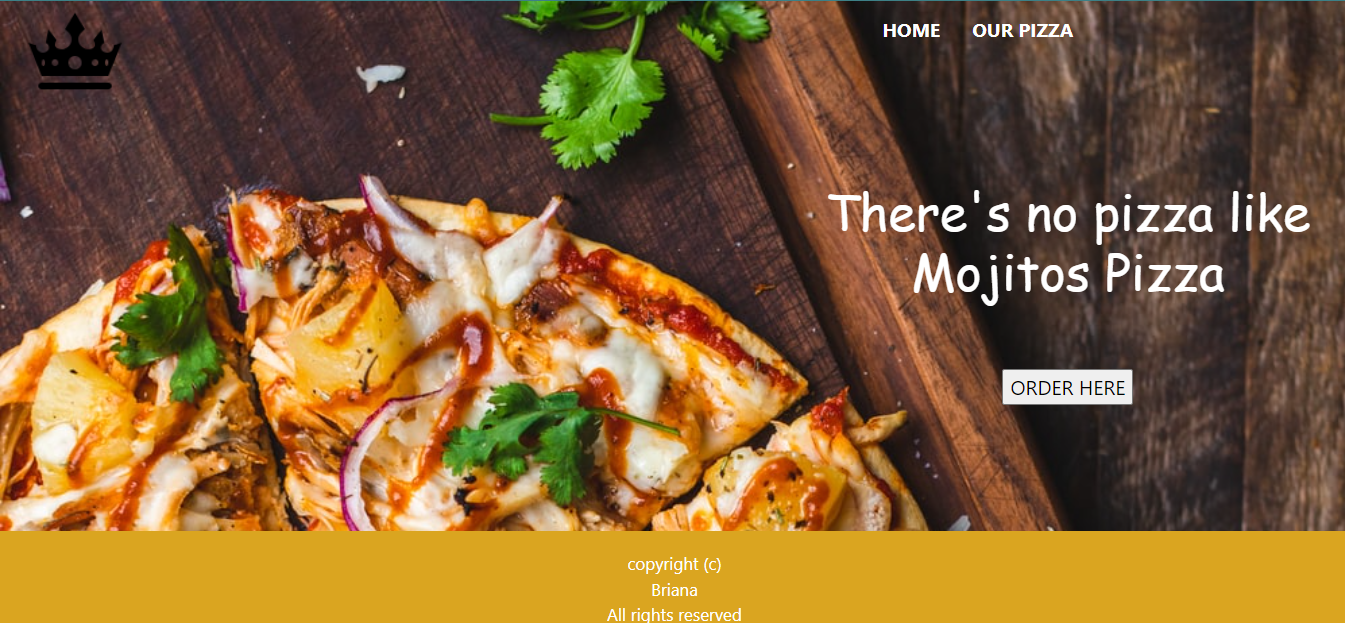 HOME OUR PIZZA
There's no pizza like
Mojitos Pizza
ORDER HERE
copyright (c)
Briana
All rights reserved